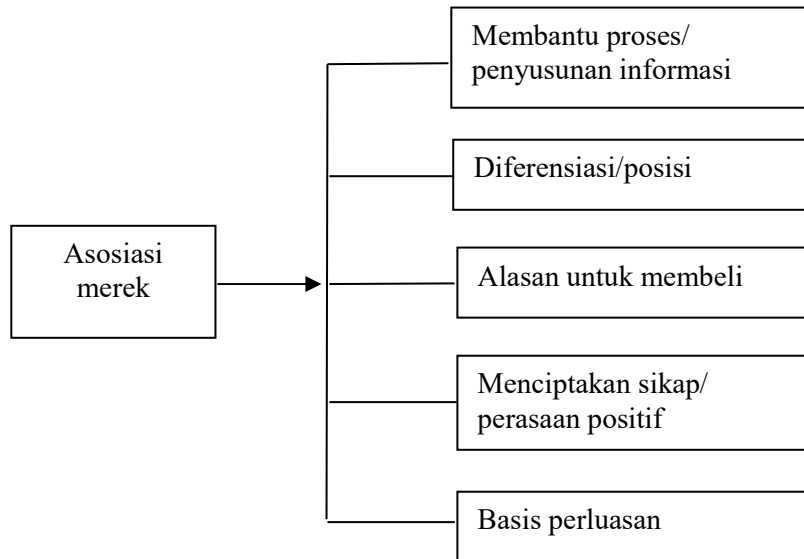 Membantu proses/
penyusunan informasi
Diferensiasi/posisi
Asosiasi
merek
Alasan untuk membeli
Menciptakan sikap/
perasaan positif
Basis perluasan